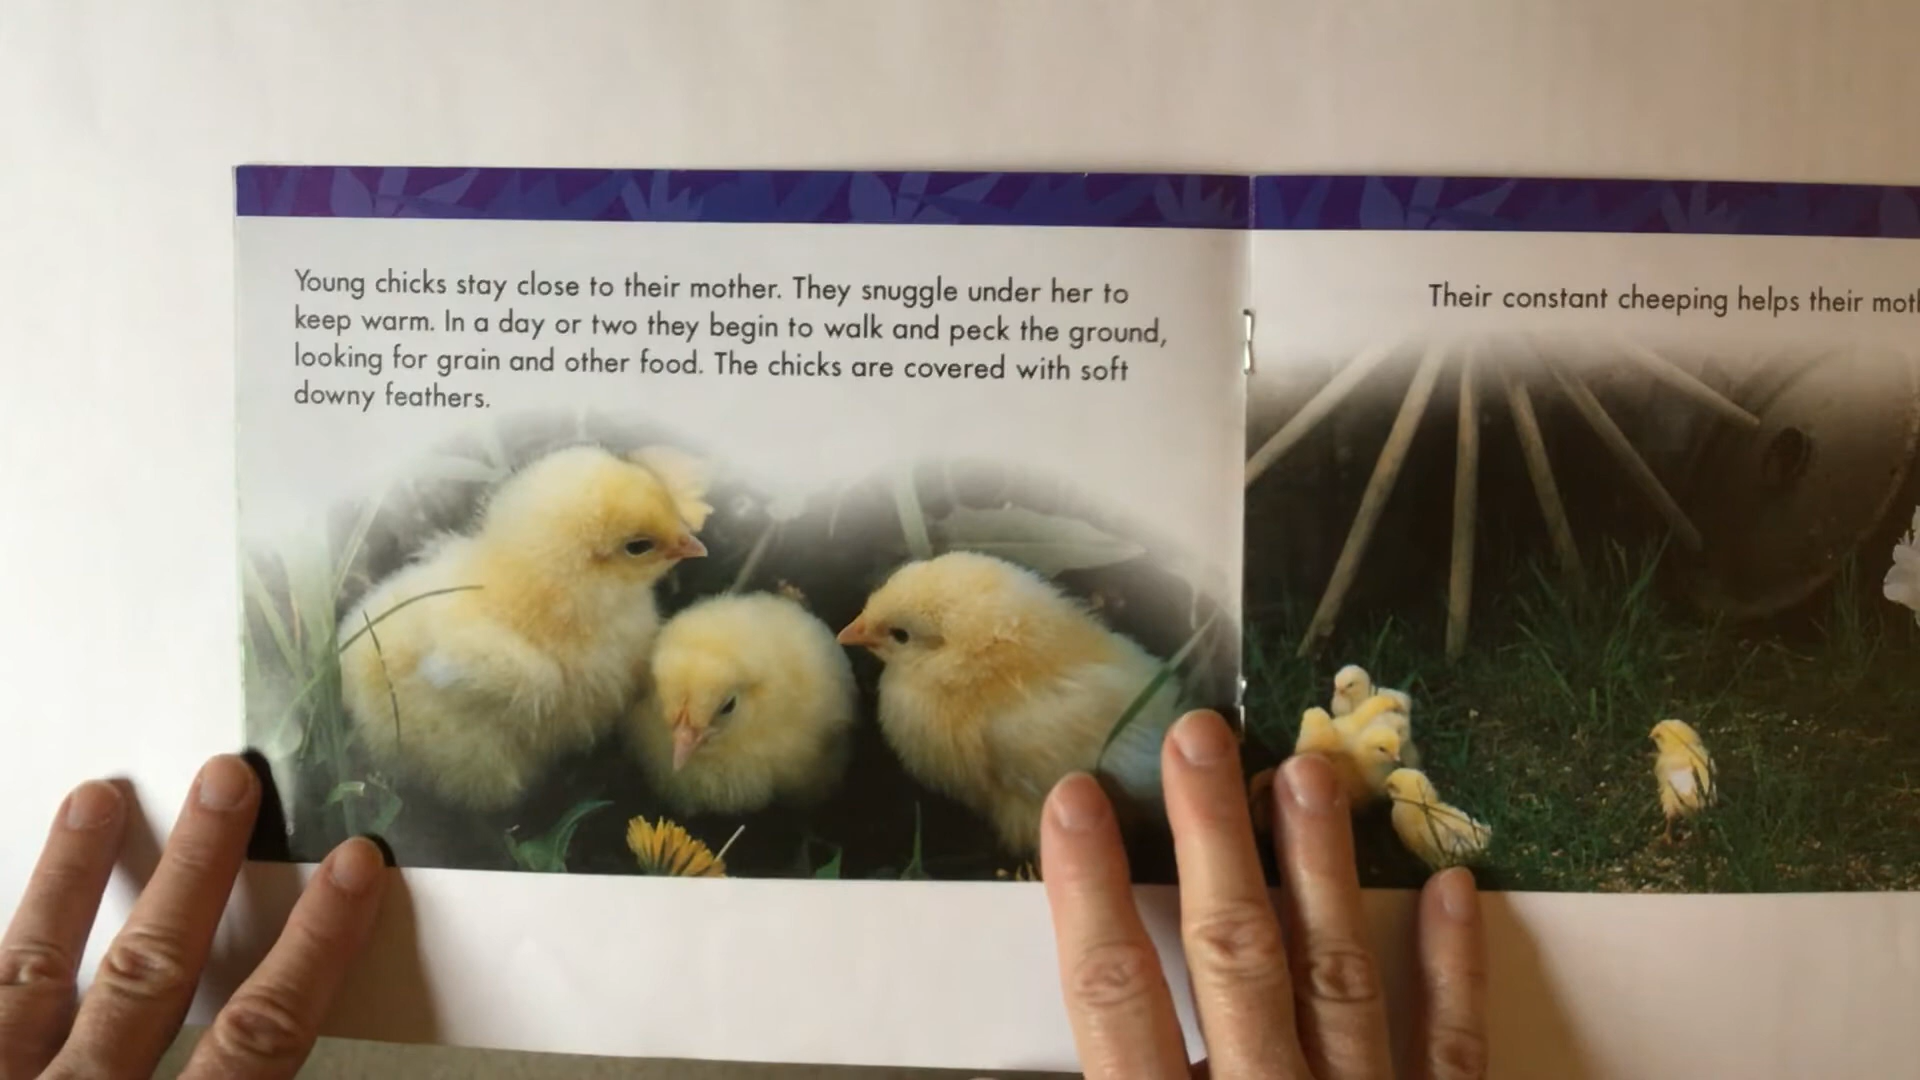 Young chicks stay close to their mother. They snuggle under her to
keep warm. In a day or two they begin to walk and peck the ground,
looking for grain and other food. The chicks are covered with soft
downy feathers.
Their constant cheeping helps their